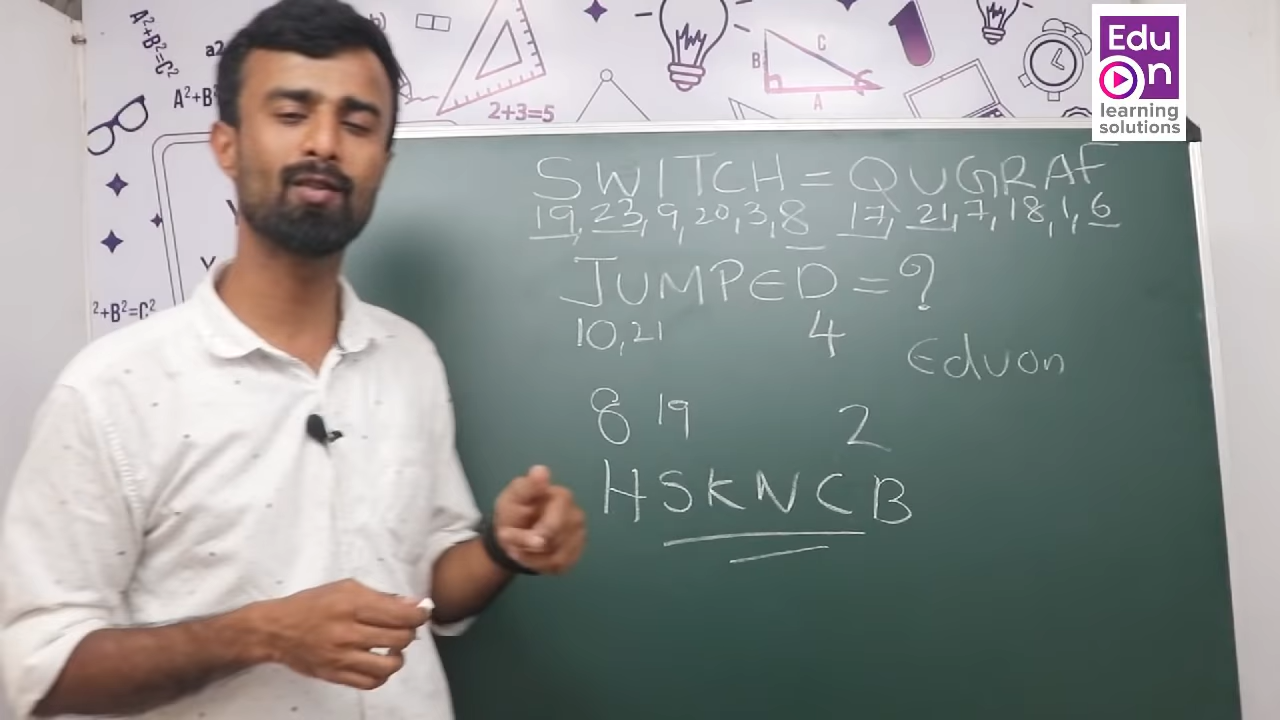 A²+B²=C²
a2
A²+B²
2+3=5
B
C
A
Edu
On
learning
solutions
SWITCH = QUGRAF
19, 23, 9, 20, 3, 8 17, 21, 7, 18, 1, 6
JUMPED = ?
10, 21 4
Eduon
8 19 2
HSKNCB
²+B²=C²